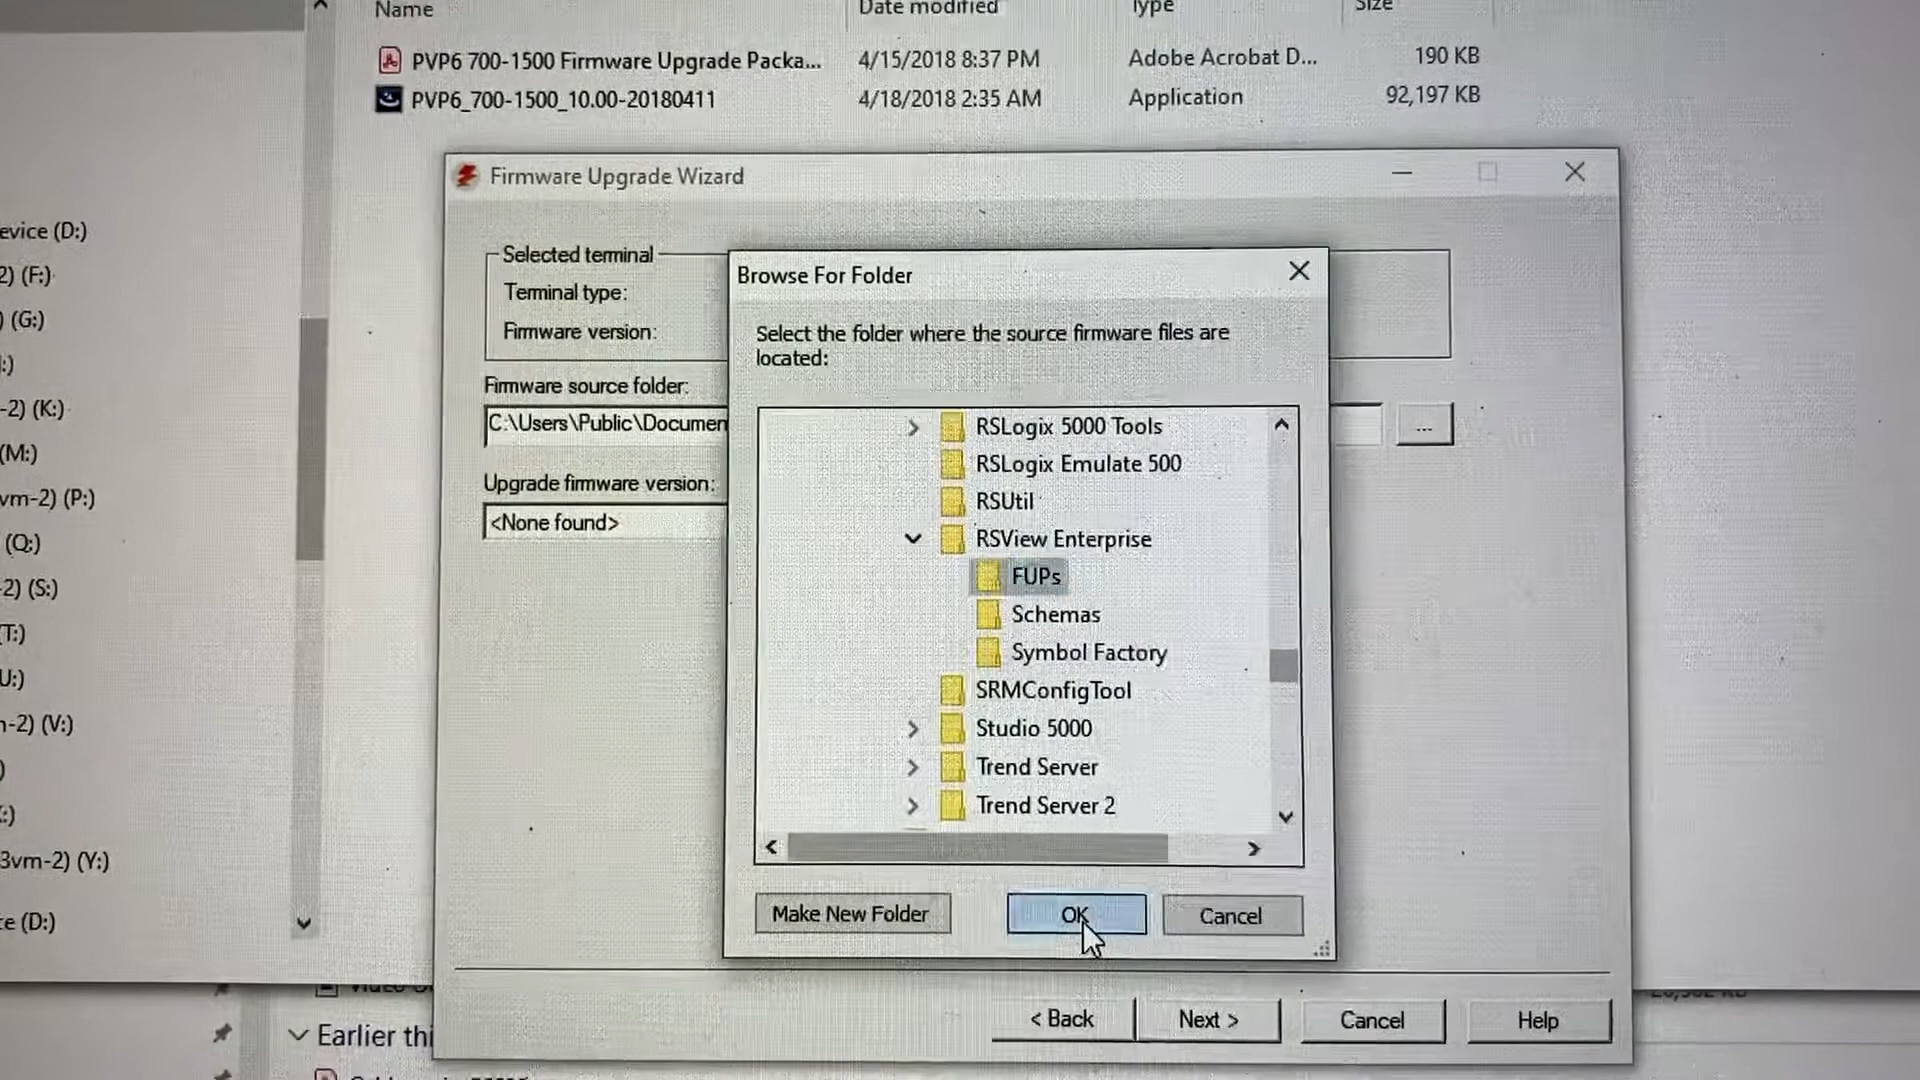 Name Date modified Type Size
PVP6 700-1500 Firmware Upgrade Packa... 4/15/2018 8:37 PM Adobe Acrobat D... 190 KB
PVP6_700-1500_10.00-20180411 4/18/2018 2:35 AM Application 92,197 KB
Firmware Upgrade Wizard
evice (D:)
2) (F:)
) (G:)
:)
-2) (K:)
(M:)
vm-2) (P:)
(Q:)
-2) (S:)
T:)
U:)
n-2) (V:)
)
:)
3vm-2) (Y:)
ce (D:)
Selected terminal
Terminal type:
Firmware version:
Firmware source folder:
C:\Users\Public\Documen
...
Upgrade firmware version:
<None found>
Browse For Folder
Select the folder where the source firmware files are
located:
RSLogix 5000 Tools
RSLogix Emulate 500
RSUtil
RSView Enterprise
FUPs
Schemas
Symbol Factory
SRMConfigTool
Studio 5000
Trend Server
Trend Server 2
Make New Folder OK Cancel
< Back Next > Cancel Help
Earlier thi